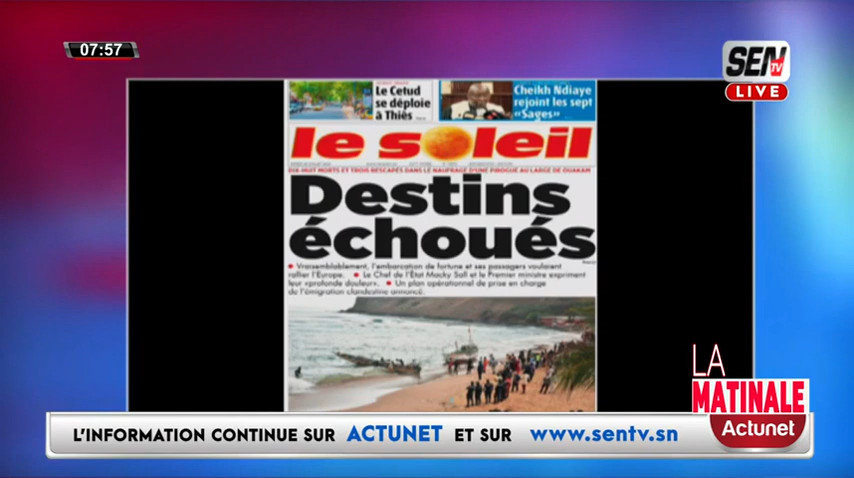 07:57
SEN
TV
LIVE
Le Cetud
se déploie
à Thiès
Cheikh Ndiaye
rejoint les sept
«Sages»
le soleil
DIX-HUIT MORTS ET TROIS RESCAPÉS DANS LE NAUFRAGE D'UNE PIROGUE AU LARGE DE OUAKAM
Destins
échoués
Vraisemblablement, l'embarcation de fortune et ses passagers voulaient
rallier l'Europe. Le Chef de l'État Macky Sall et le Premier ministre expriment
leur «profonde douleur». Un plan opérationnel de prise en charge
de l'émigration clandestine annoncé.
LA
MATINALE
Actunet
L'INFORMATION CONTINUE SUR ACTUNET ET SUR www.sentv.sn